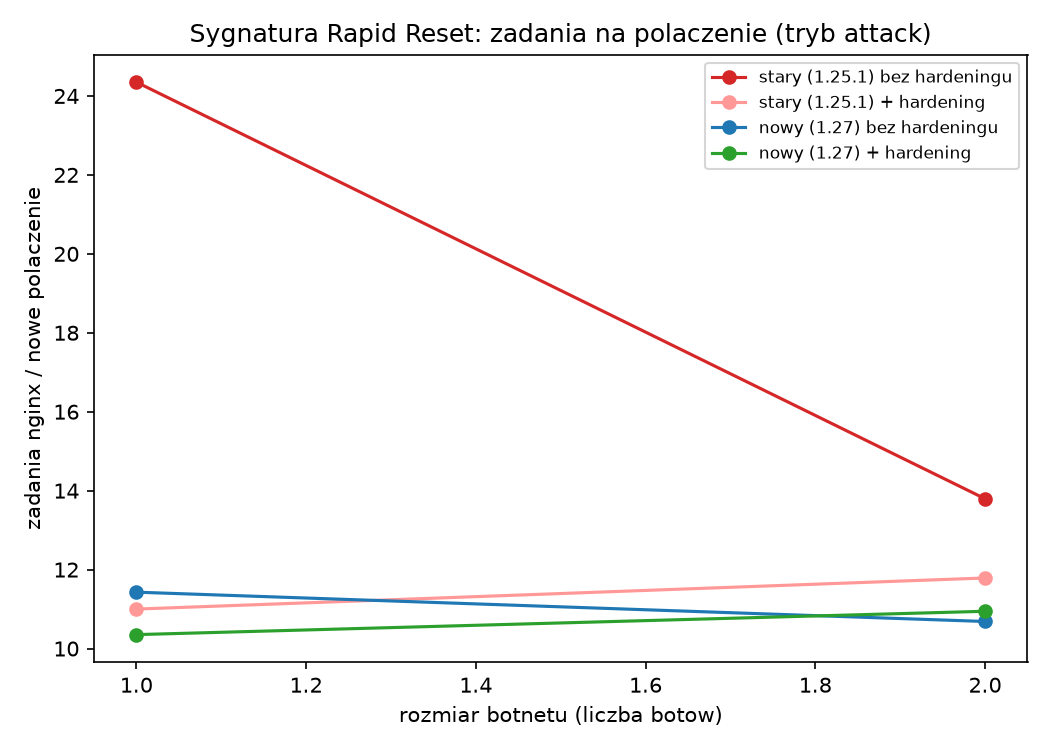 Sygnatura Rapid Reset: zadania na polaczenie (tryb attack)
stary (1.25.1) bez hardeningu
stary (1.25.1) + hardening
nowy (1.27) bez hardeningu
nowy (1.27) + hardening
zadania nginx / nowe polaczenie
24
22
20
18
16
14
12
10
1.0 1.2 1.4 1.6 1.8 2.0
rozmiar botnetu (liczba botow)